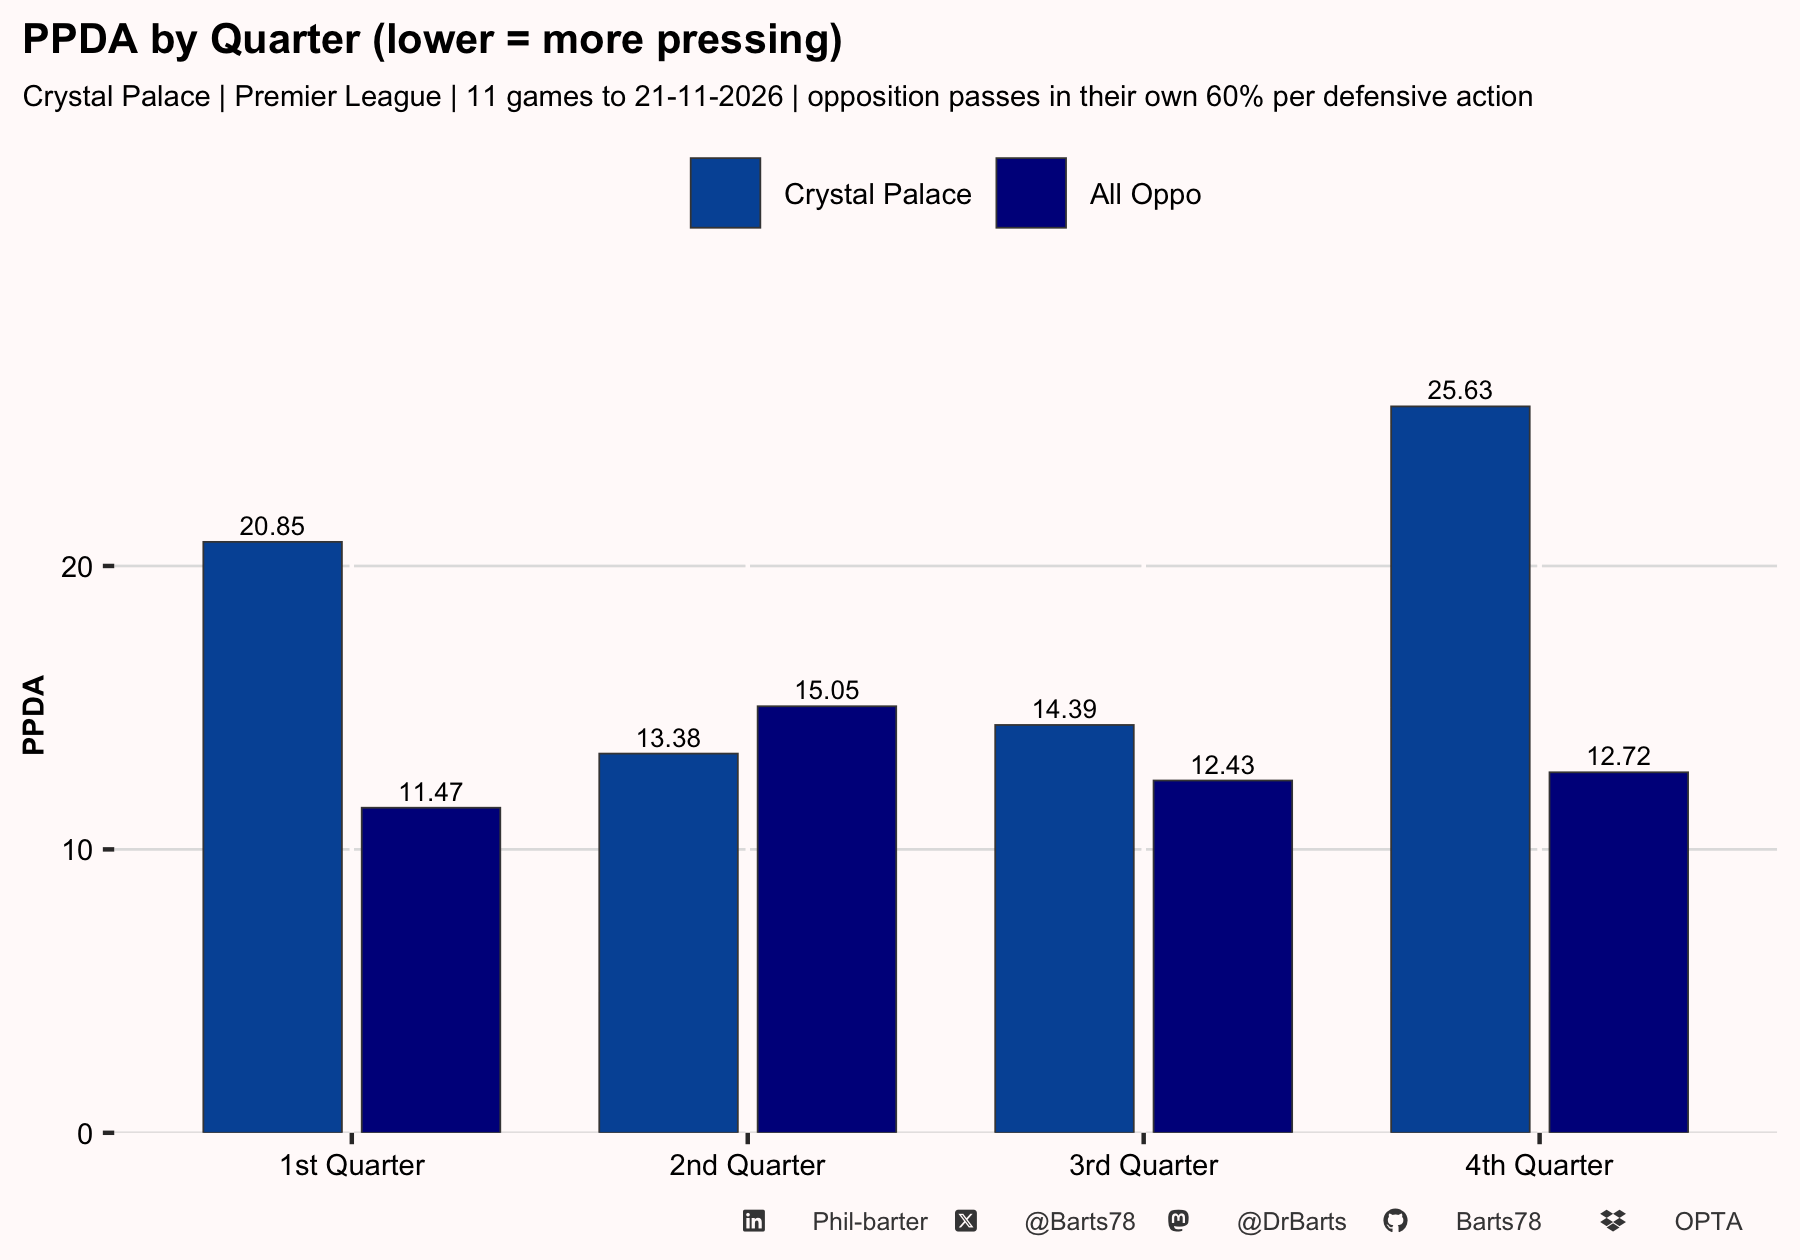 PPDA by Quarter (lower = more pressing)
Crystal Palace | Premier League | 11 games to 21-11-2026 | opposition passes in their own 60% per defensive action
Crystal Palace All Oppo
25.63
20.85
20
15.05
14.39
13.38
12.43
12.72
11.47
PPDA
10
0
1st Quarter 2nd Quarter 3rd Quarter 4th Quarter
Phil-barter @Barts78 @DrBarts Barts78 OPTA